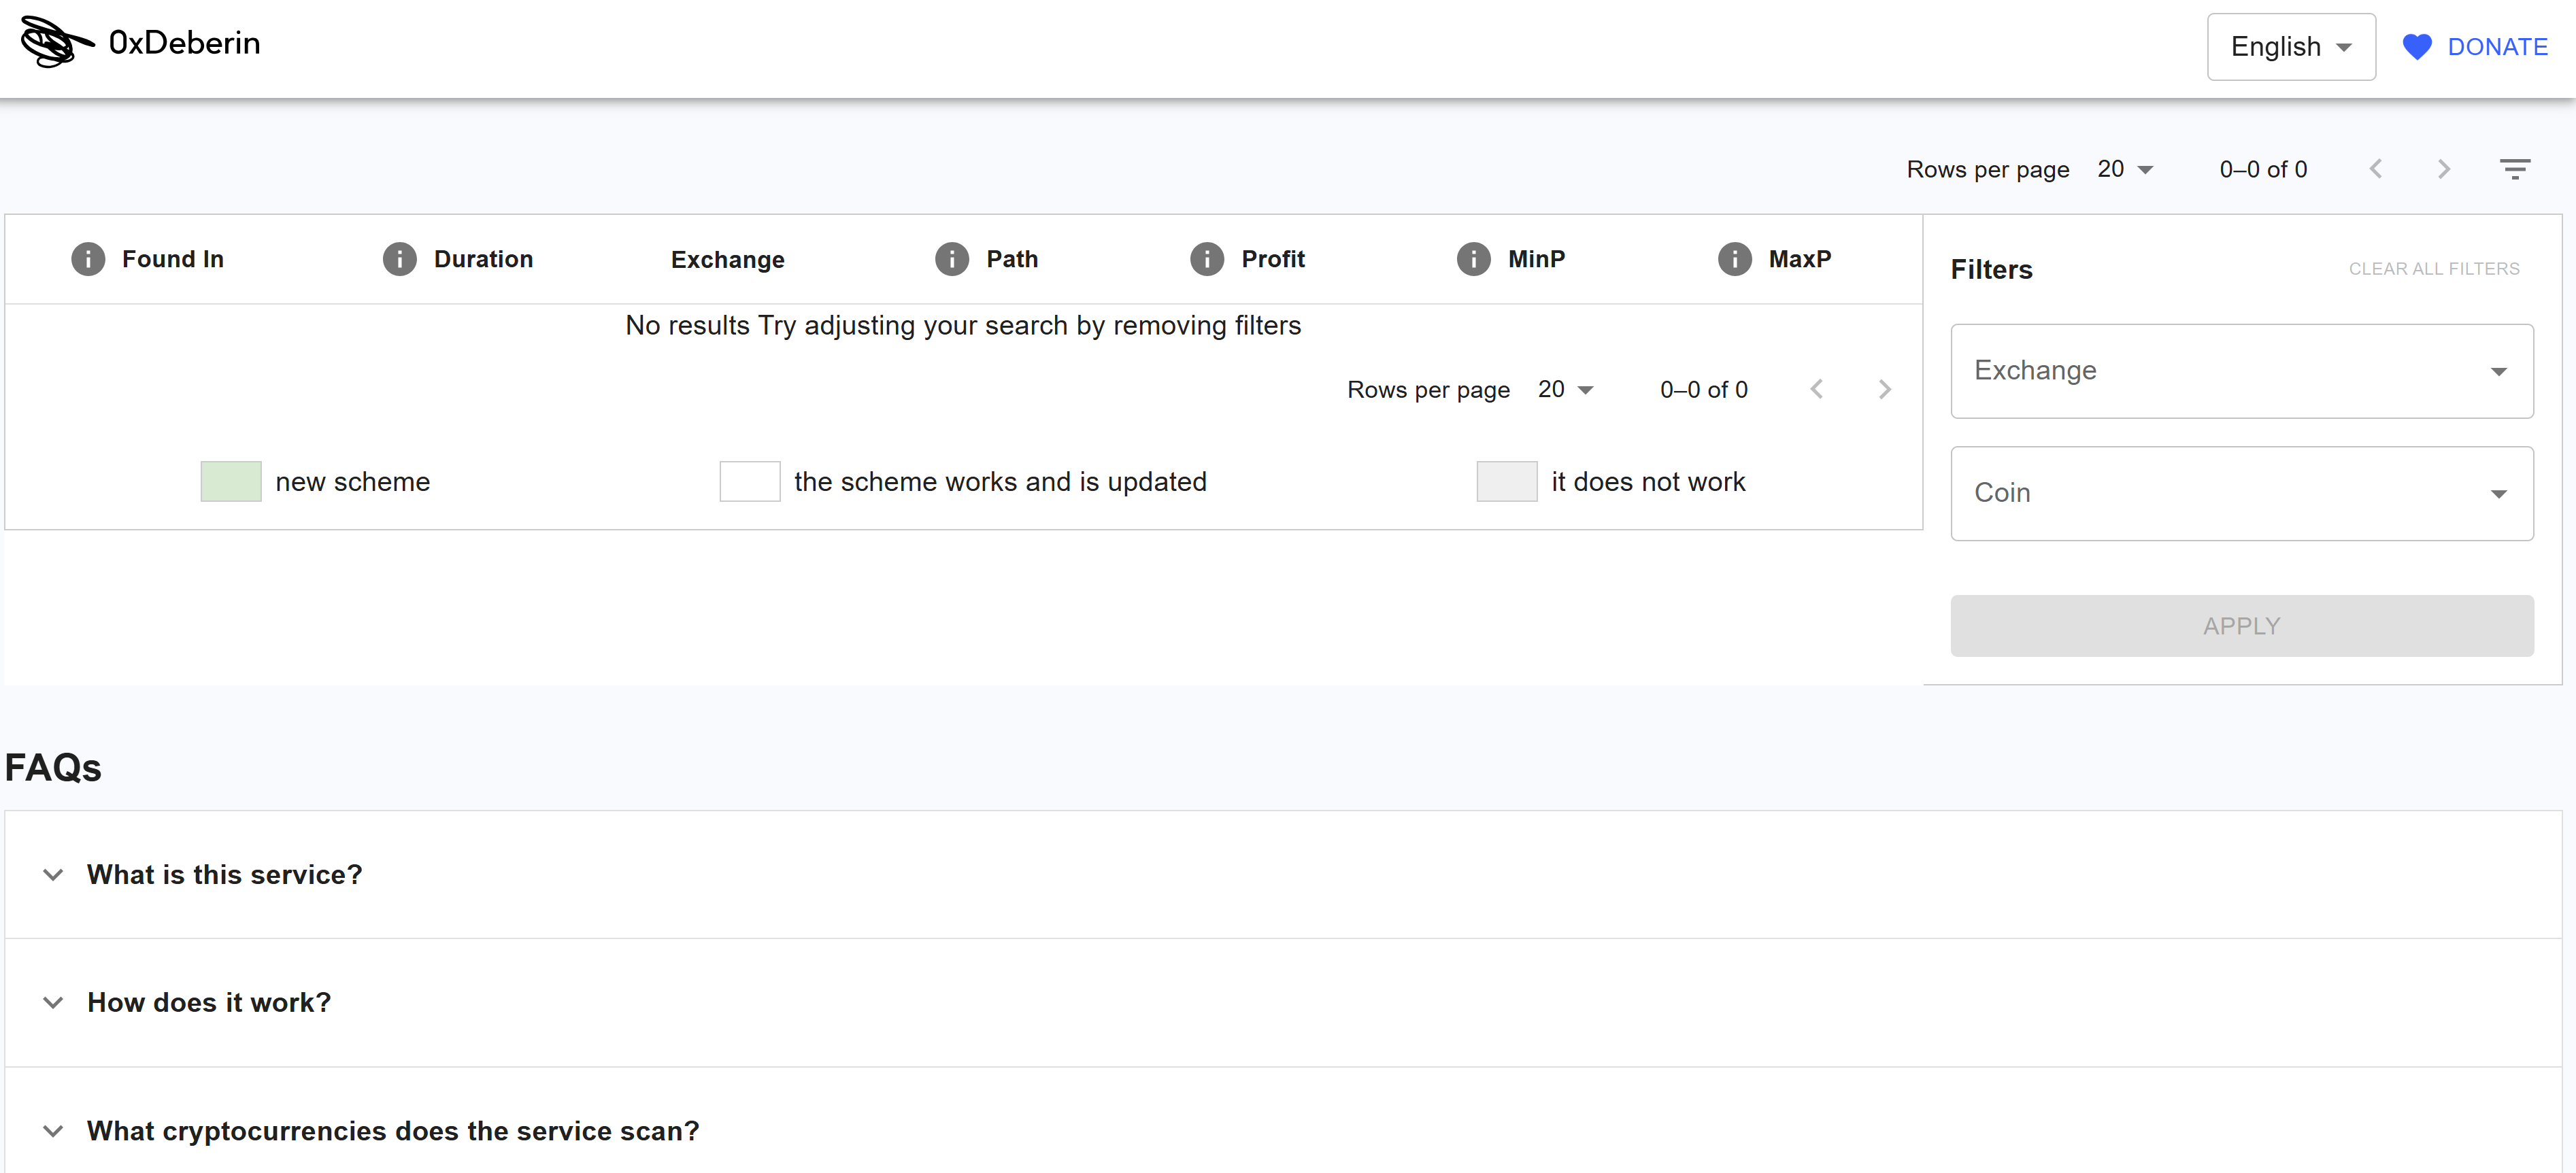 0xDeberin
English
DONATE
Rows per page 20 0–0 of 0
Found In Duration Exchange Path Profit MinP MaxP
No results Try adjusting your search by removing filters
Rows per page 20 0–0 of 0
new scheme the scheme works and is updated it does not work
Filters CLEAR ALL FILTERS
Exchange
Coin
APPLY
FAQs
What is this service?
How does it work?
What cryptocurrencies does the service scan?